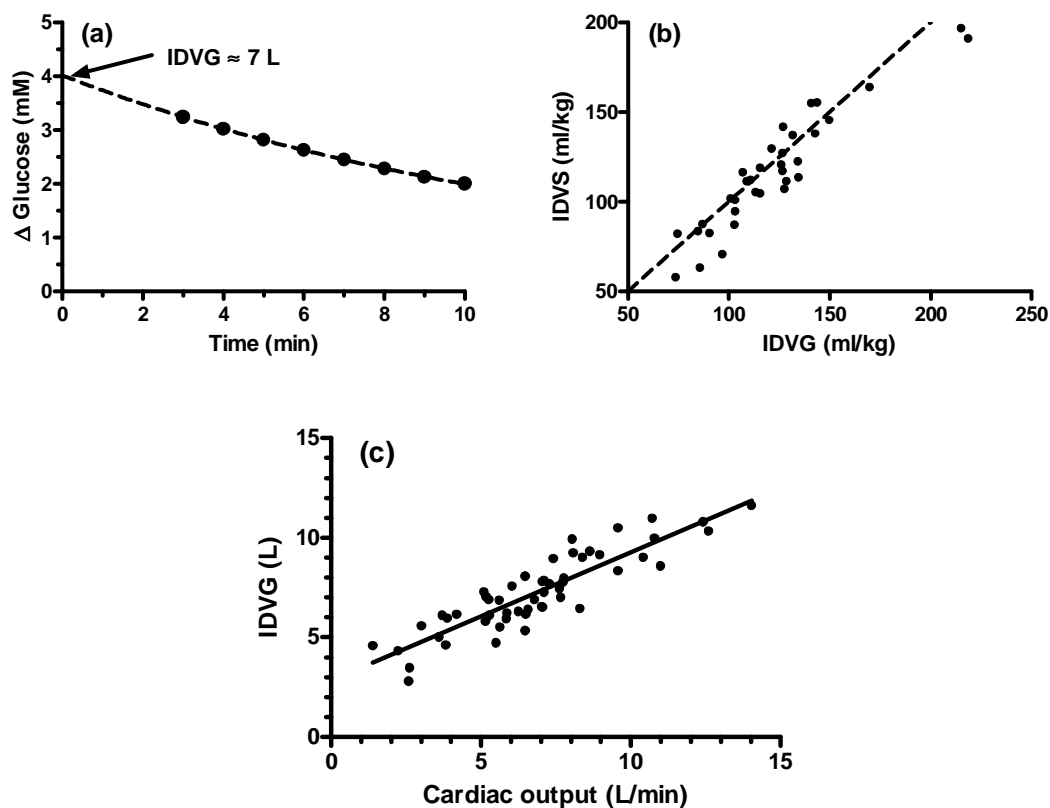 (a)
IDVG ≈ 7 L
Δ Glucose (mM)
5
4
3
2
1
0
0 2 4 6 8 10
Time (min)
(b)
IDVS (ml/kg)
200
150
100
50
50 100 150 200 250
IDVG (ml/kg)
(c)
IDVG (L)
15
10
5
0
0 5 10 15
Cardiac output (L/min)